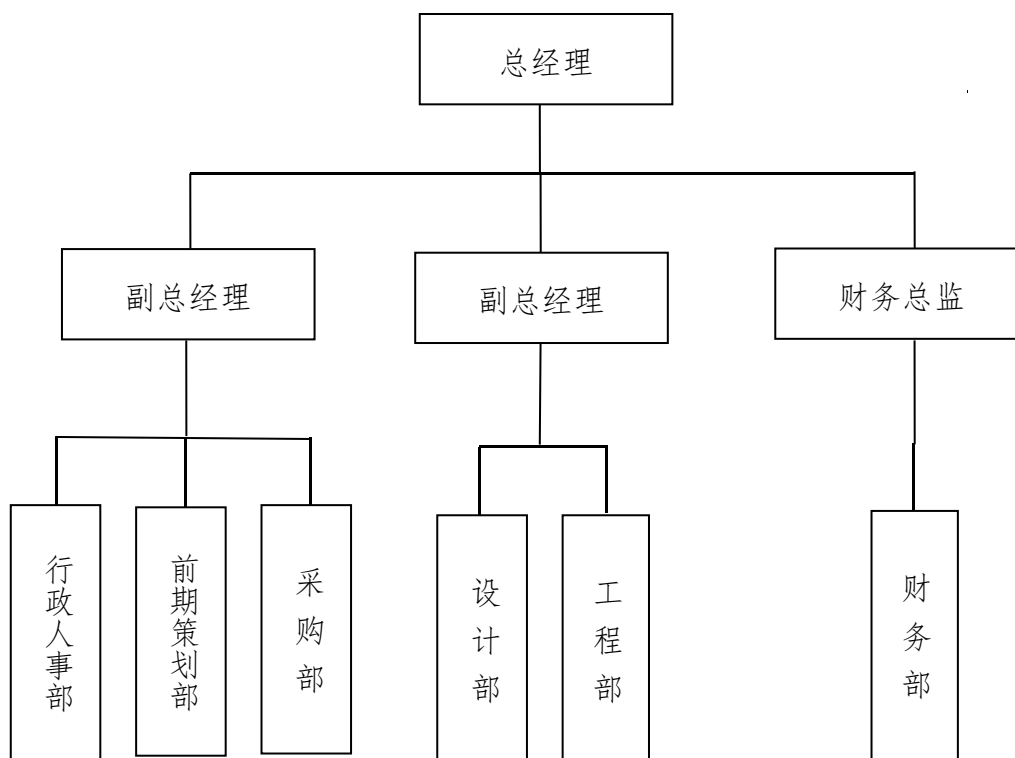 总经理
副总经理
副总经理
财务总监
行政人事部
前期策划部
采购部
设计部
工程部
财务部